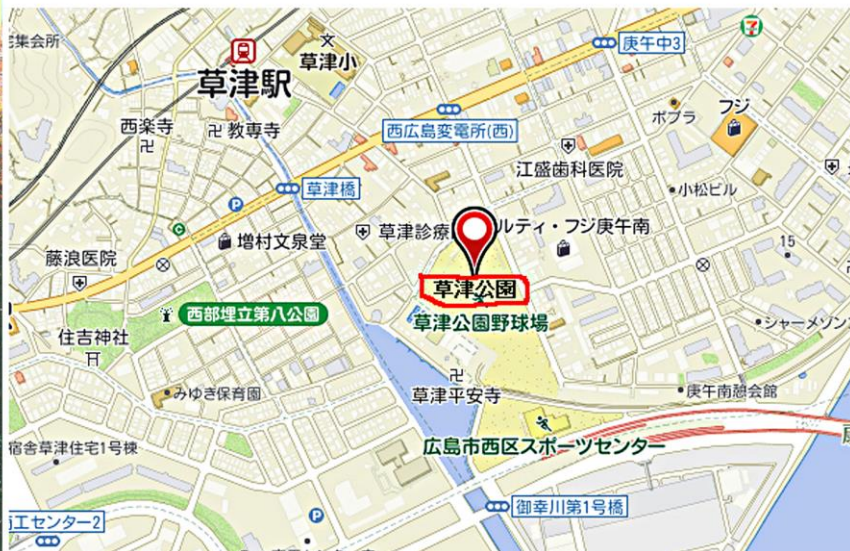 宅集会所
草津小
庚午中3
草津駅
西楽寺
教専寺
西広島変電所(西)
ポプラ
フジ
江盛歯科医院
草津橋
小松ビル
増村文泉堂
草津診療
ルティ・フジ庚午南
15
藤浪医院
草津公園
西部埋立第八公園
草津公園野球場
シャーメゾン
住吉神社
みゆき保育園
草津平安寺
庚午南憩会館
宿舎草津住宅1号棟
広島市西区スポーツセンター
御幸川第1号橋
工センター2